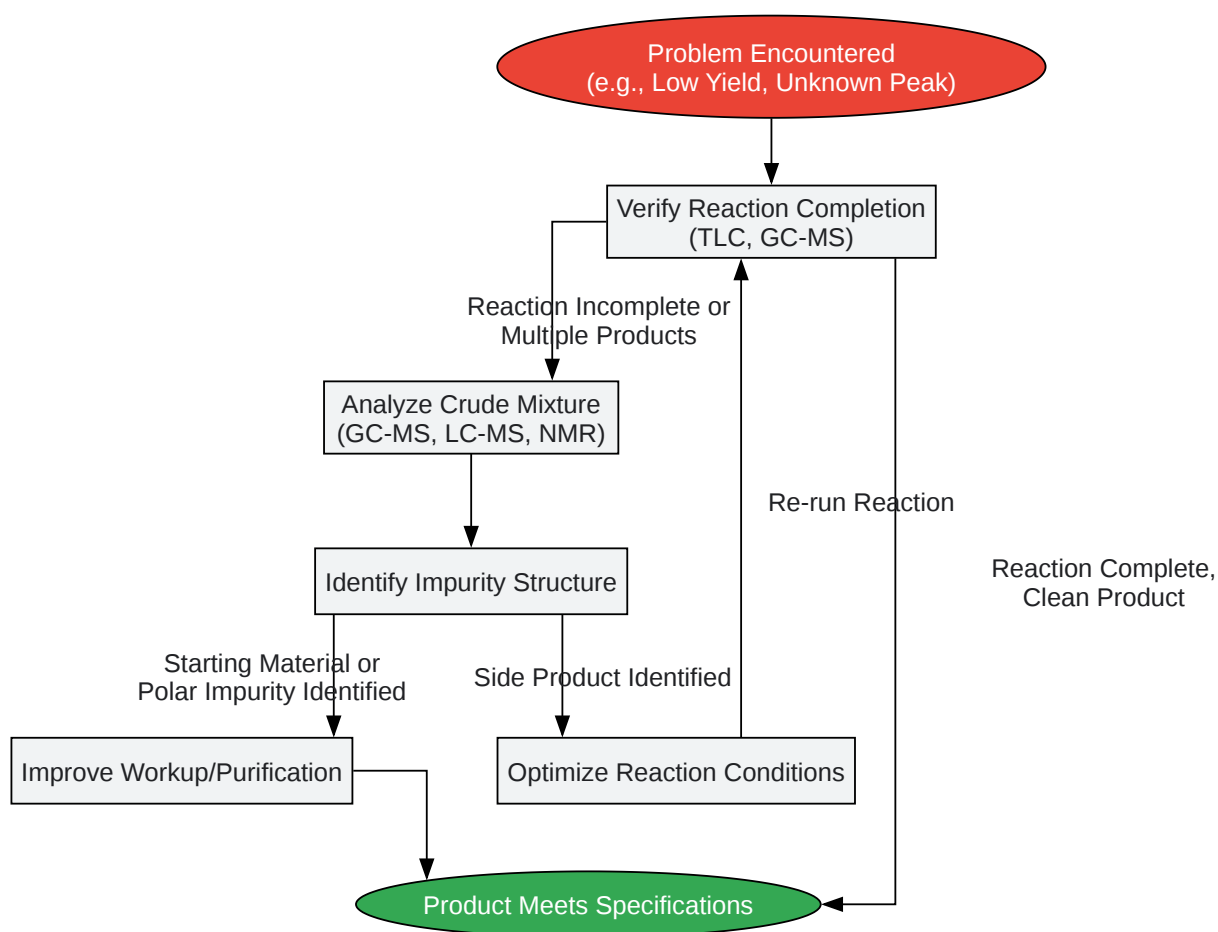 Problem Encountered
(e.g., Low Yield, Unknown Peak)
Verify Reaction Completion
(TLC, GC-MS)
Reaction Incomplete or
Multiple Products
Analyze Crude Mixture
(GC-MS, LC-MS, NMR)
Re-run Reaction
Reaction Complete,
Clean Product
Identify Impurity Structure
Starting Material or
Polar Impurity Identified
Side Product Identified
Improve Workup/Purification
Optimize Reaction Conditions
Product Meets Specifications